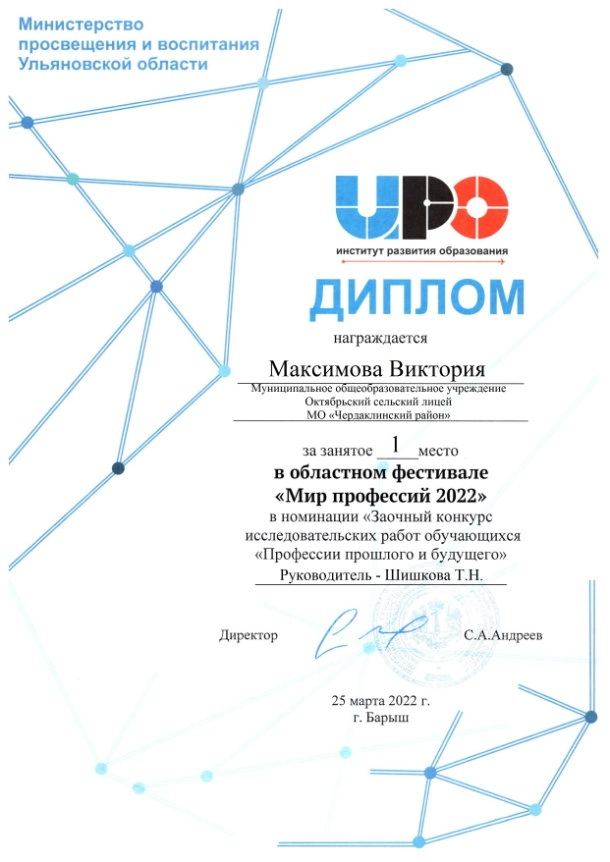 Министерство
просвещения и воспитания
Ульяновской области
ИРО
институт развития образования
ДИПЛОМ
награждается
Максимова Виктория
Муниципальное общеобразовательное учреждение
Октябрьский сельский лицей
МО «Чердаклинский район»
за занятое 1 место
в областном фестивале
«Мир профессий 2022»
в номинации «Заочный конкурс
исследовательских работ обучающихся
«Профессии прошлого и будущего»
Руководитель - Шишкова Т.Н.
Директор С.А.Андреев
25 марта 2022 г.
г. Барыш